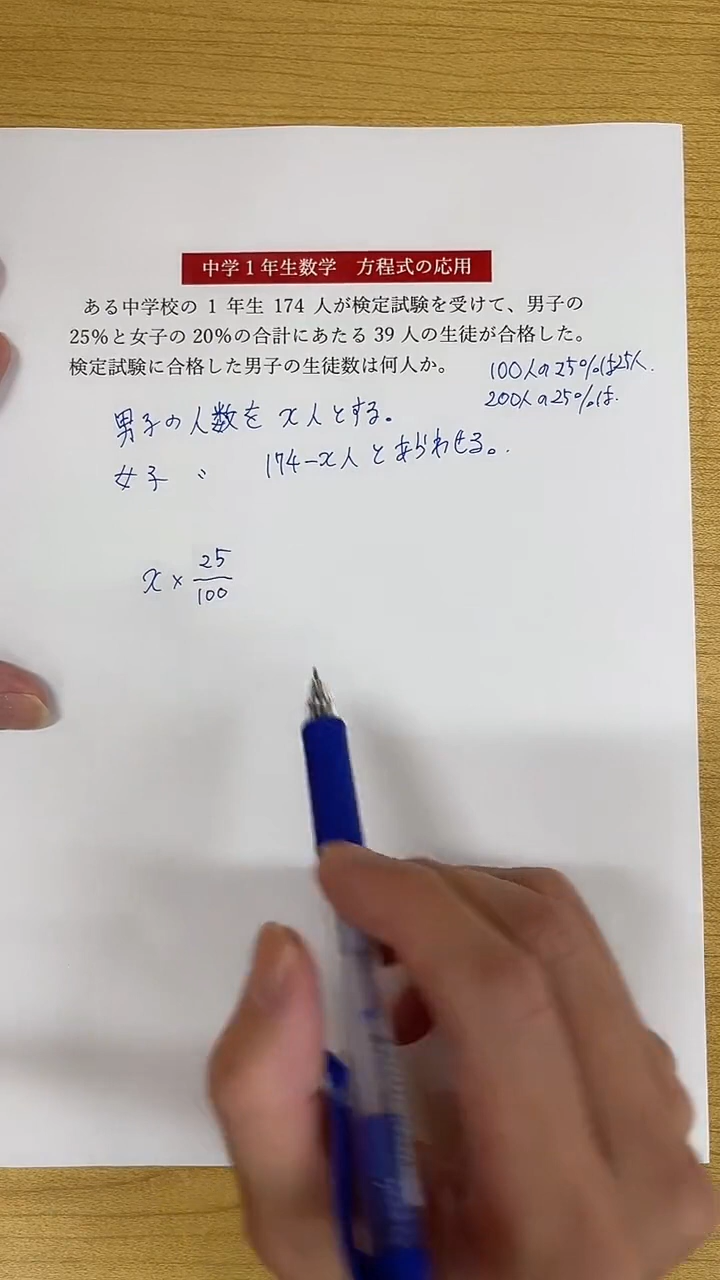 中学1年生数学 方程式の応用
ある中学校の 1 年生 174 人が検定試験を受けて、男子の
25%と女子の 20%の合計にあたる 39 人の生徒が合格した。
検定試験に合格した男子の生徒数は何人か。
100人の25%は25人.
200人の25%は.
男子の人数を x人とする。
女子 〃 174-x人とあらわせる。
x × 25/100